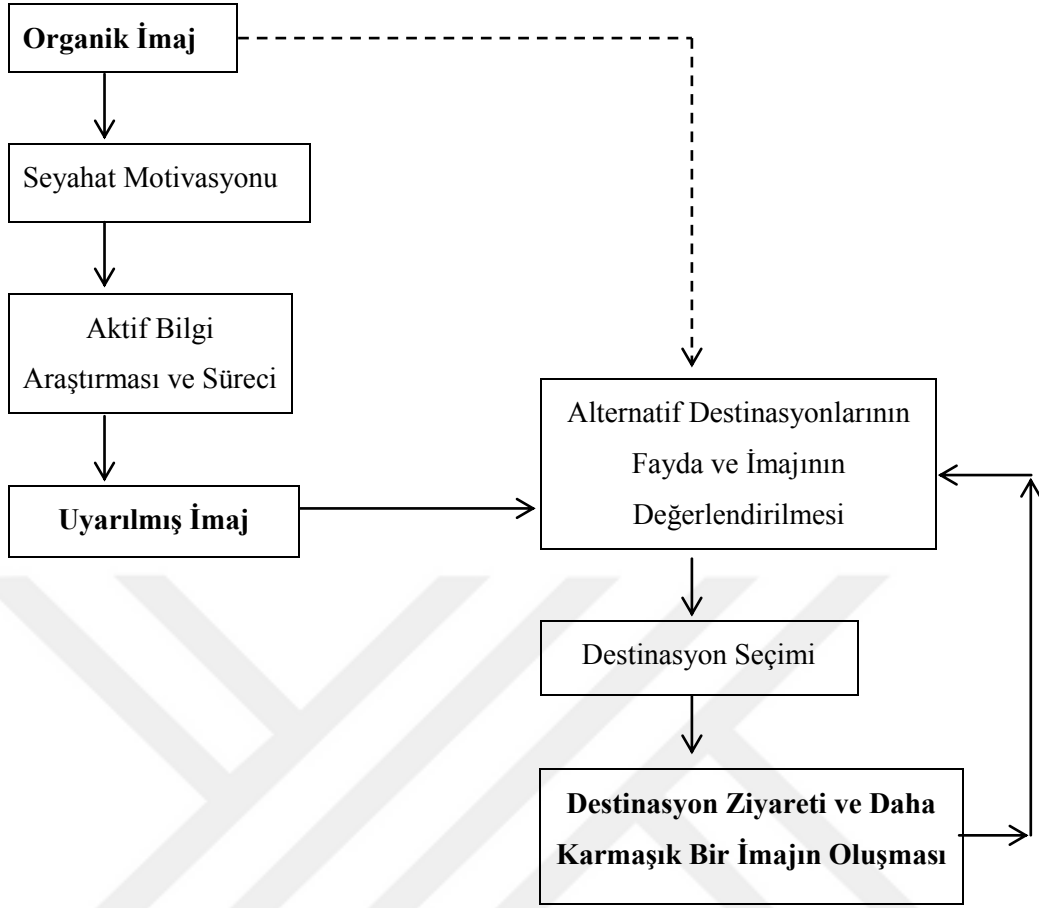 Organik İmaj
Seyahat Motivasyonu
Aktif Bilgi
Araştırması ve Süreci
Uyarılmış İmaj
Alternatif Destinasyonlarının
Fayda ve İmajının
Değerlendirilmesi
Destinasyon Seçimi
Destinasyon Ziyareti ve Daha
Karmaşık Bir İmajın Oluşması